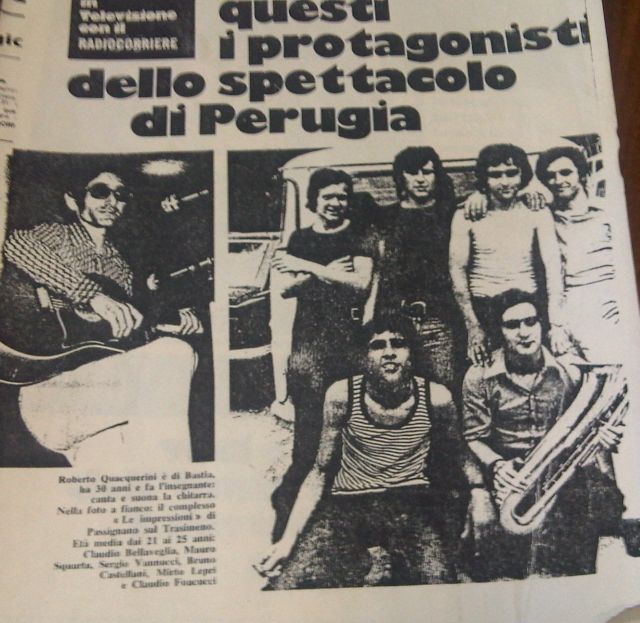 in
Televisione
con il
RADIOCORRIERE
questi
i protagonisti
dello spettacolo
di Perugia
Roberto Quacquerini è di Bastia,
ha 30 anni e fa l'insegnante:
canta e suona la chitarra.
Nella foto a fianco: il complesso
« Le impressioni » di
Passignano sul Trasimeno.
Età media dai 21 ai 25 anni:
Claudio Bellaveglia, Mauro
Squarta, Sergio Vannucci, Bruno
Castellani, Mirto Lepri
e Claudio Foucucci